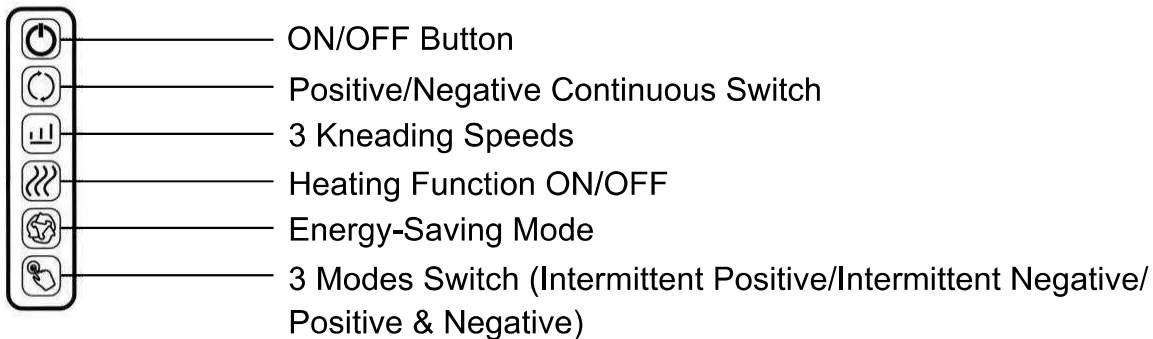 ON/OFF Button
Positive/Negative Continuous Switch
3 Kneading Speeds
Heating Function ON/OFF
Energy-Saving Mode
3 Modes Switch (Intermittent Positive/Intermittent Negative/
Positive & Negative)